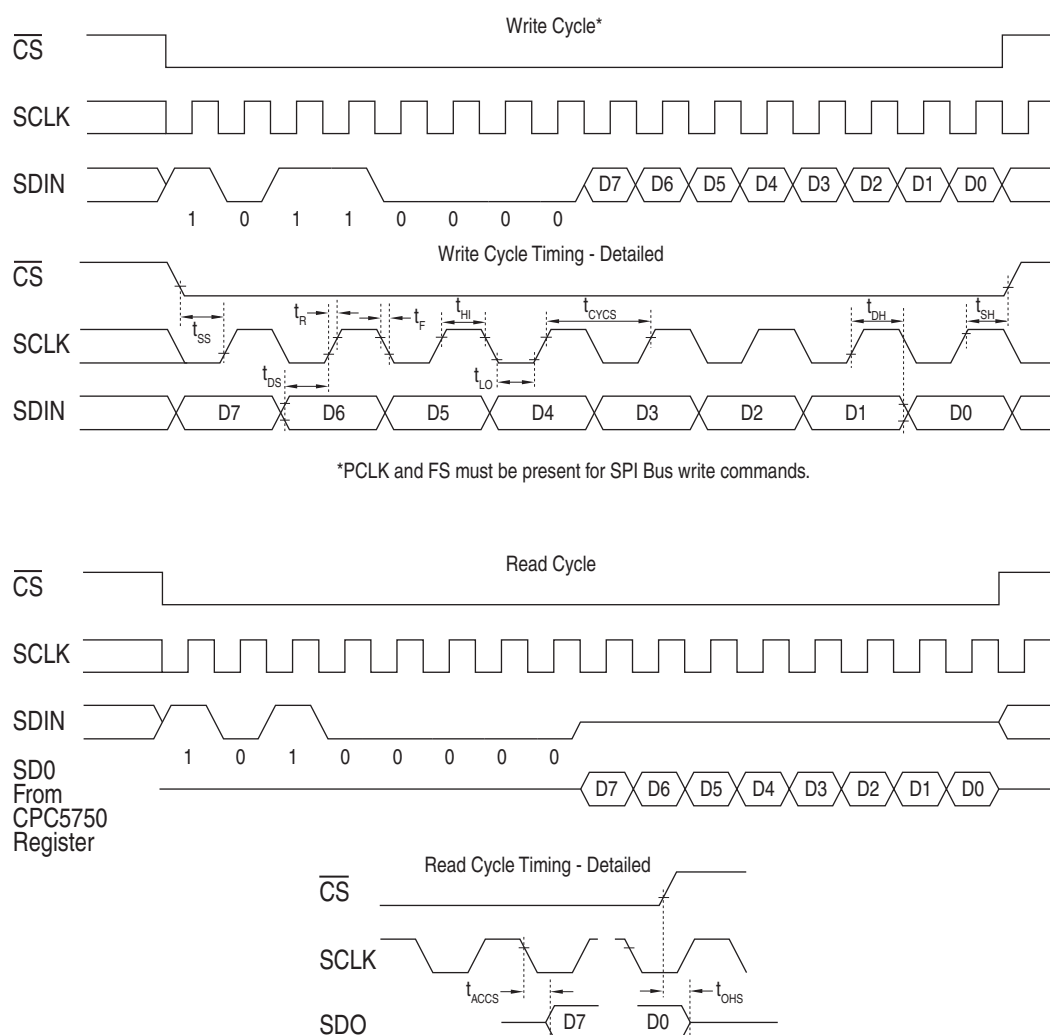 Write Cycle*
CS
SCLK
SDIN
D7 D6 D5 D4 D3 D2 D1 D0
1 0 1 1 0 0 0 0
Write Cycle Timing - Detailed
CS
tSS
tR
tF
tHI
tCYCS
tDH
tSH
SCLK
tDS
tLO
SDIN
D7 D6 D5 D4 D3 D2 D1 D0
*PCLK and FS must be present for SPI Bus write commands.
Read Cycle
CS
SCLK
SDIN
1 0 1 0 0 0 0 0
SD0
From
CPC5750
Register
D7 D6 D5 D4 D3 D2 D1 D0
Read Cycle Timing - Detailed
CS
SCLK
tACCS
tOHS
SDO
D7 D0